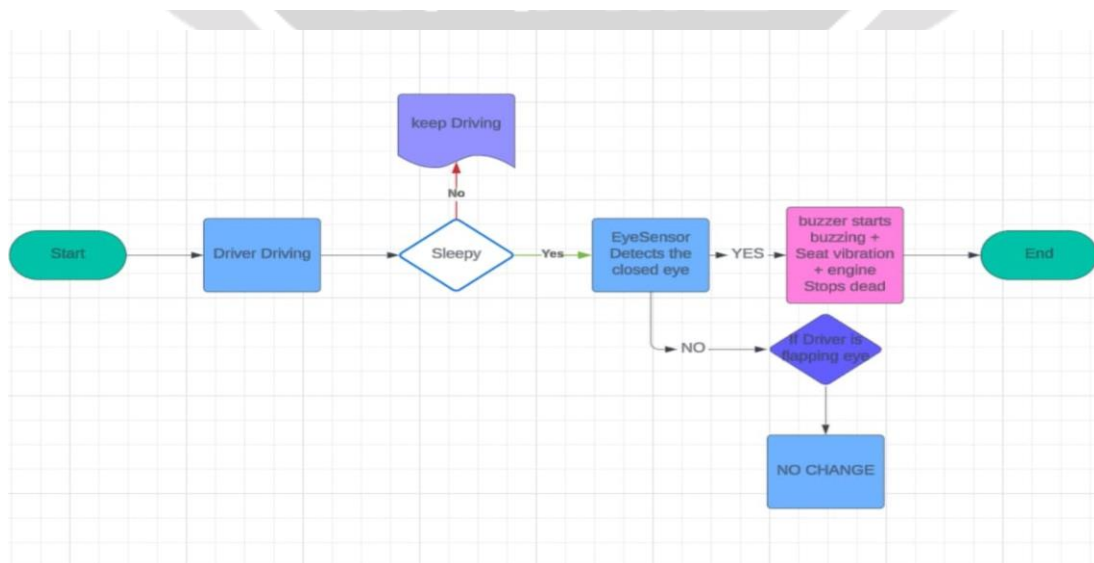 keep Driving
No
Start
Driver Driving
Sleepy
Yes
EyeSensor
Detects the
closed eye
YES
buzzer starts
buzzing +
Seat vibration
+ engine
Stops dead
End
NO
If Driver is
flapping eye
NO CHANGE